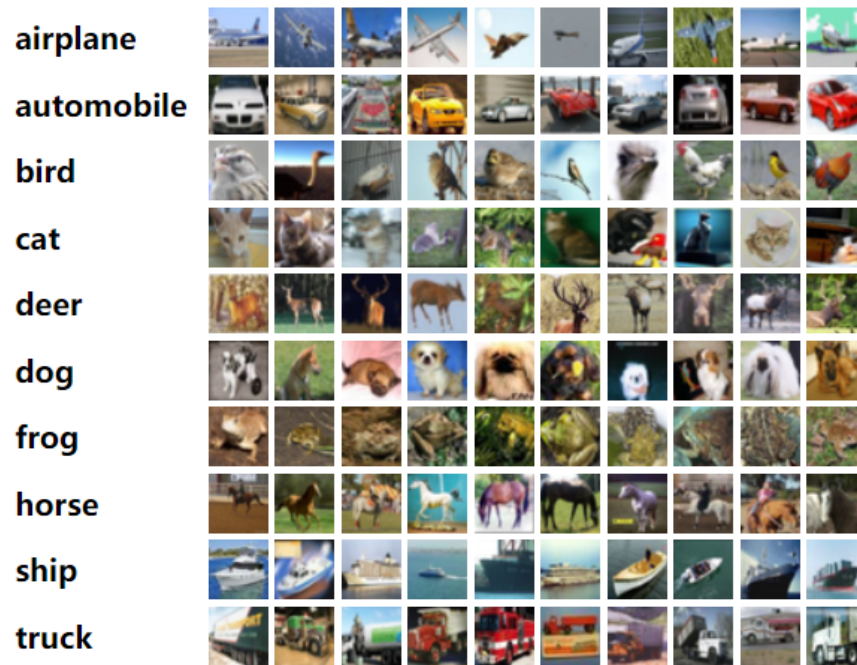 airplane
automobile
bird
cat
deer
dog
frog
horse
ship
truck